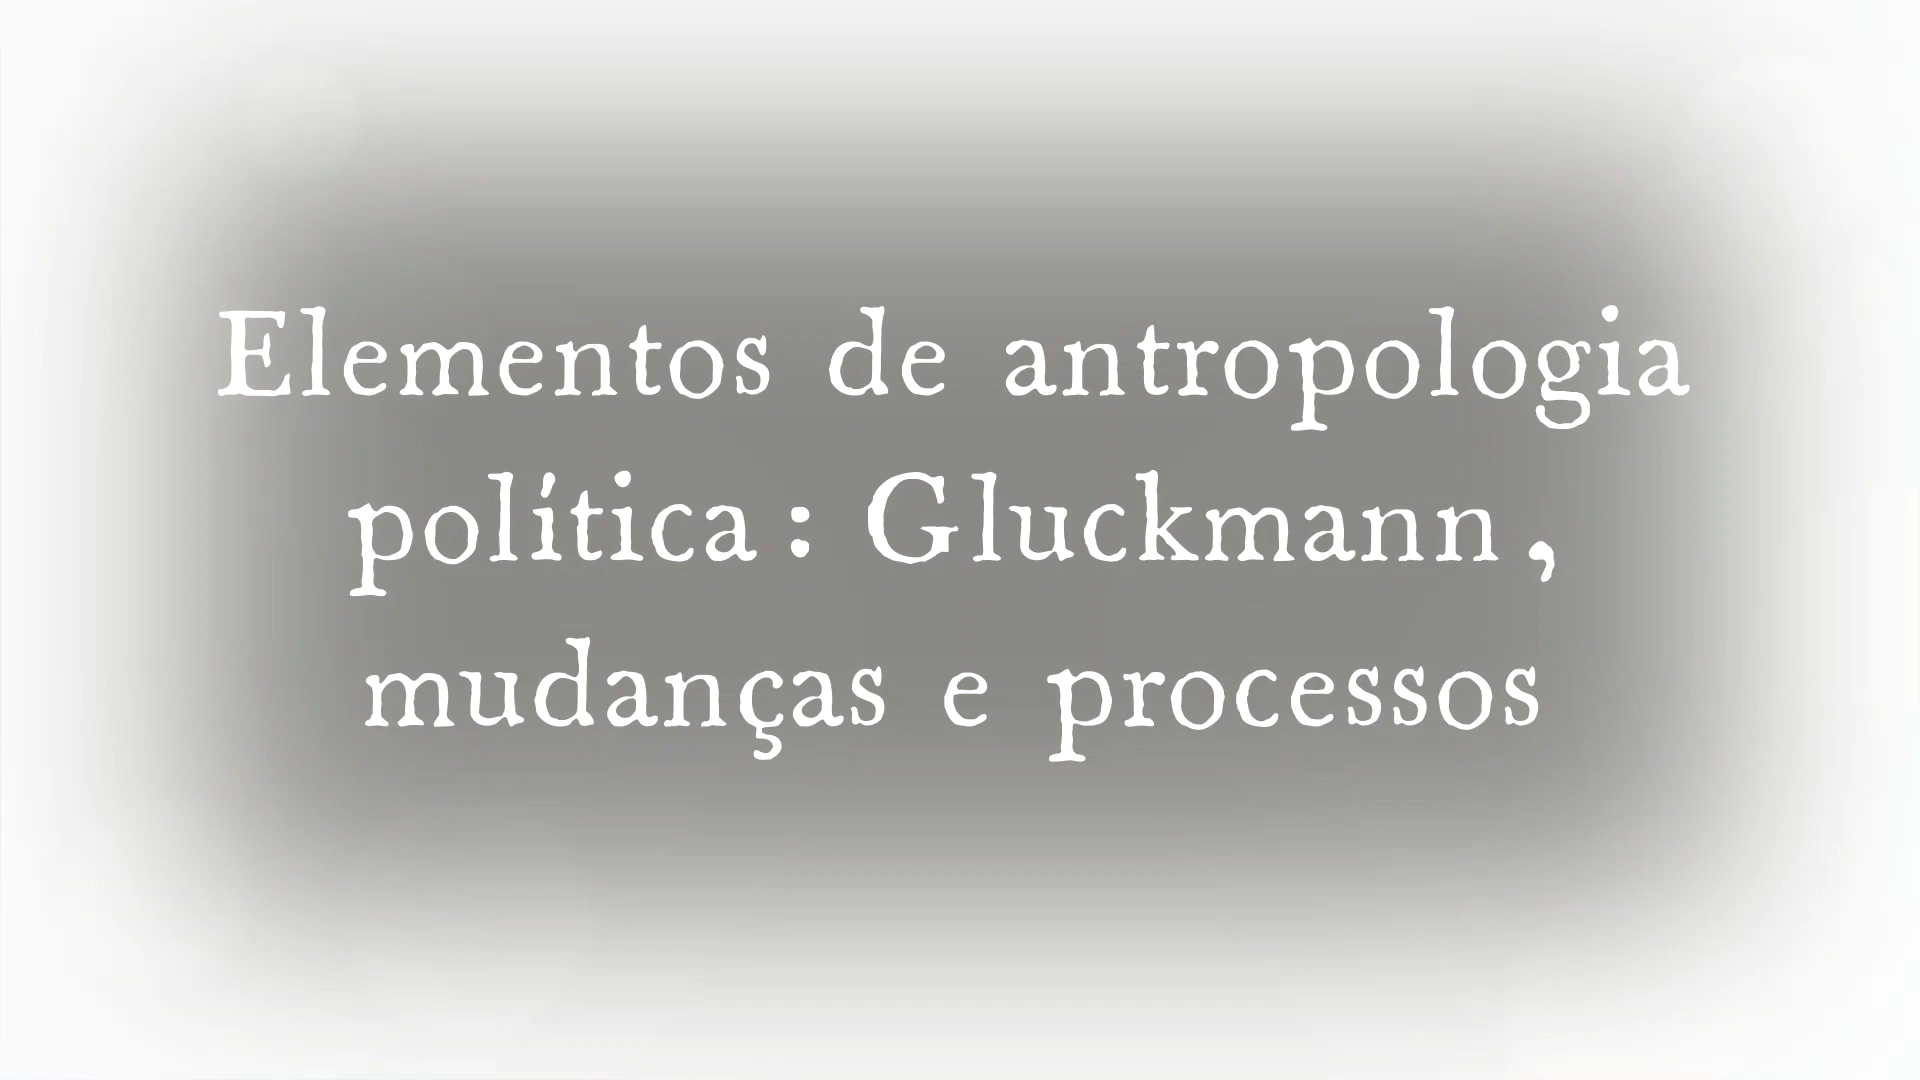 Elementos de antropologia
política: Gluckmann,
mudanças e processos